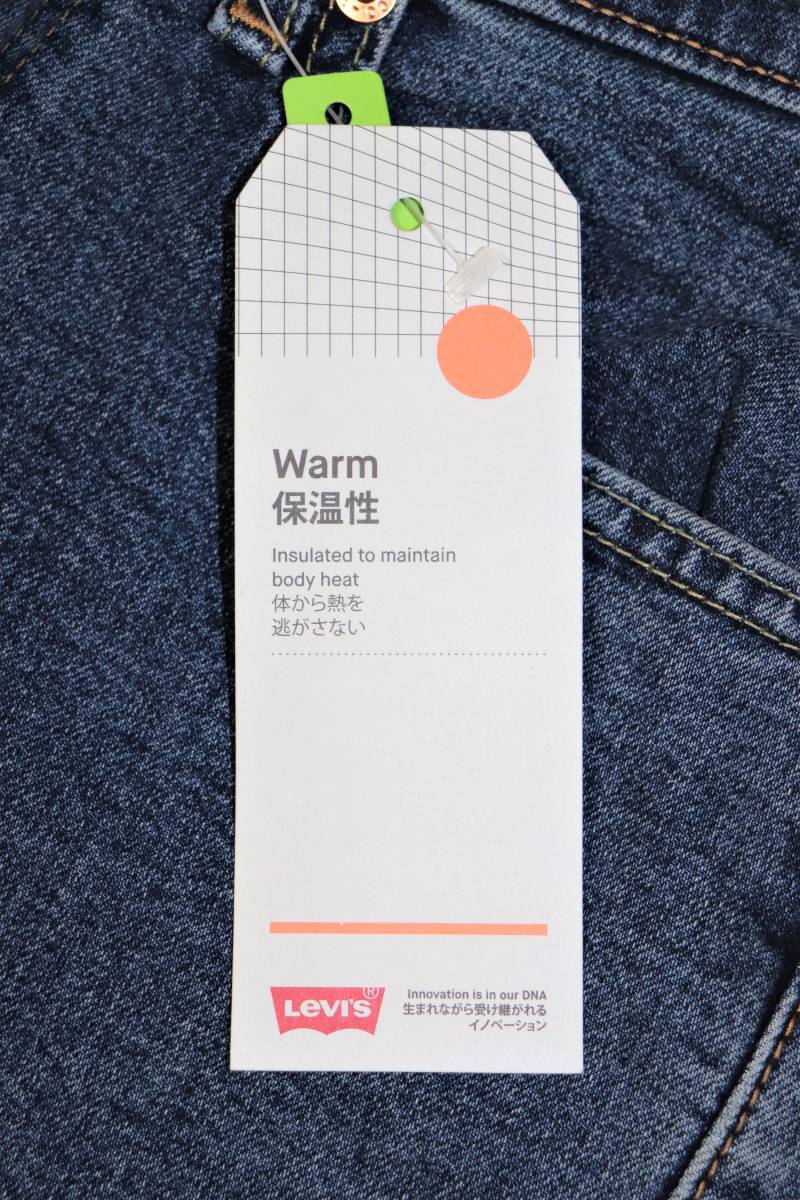 Warm
保温性
Insulated to maintain
body heat
体から熱を
逃がさない
LEVI'S®
Innovation is in our DNA
生まれながら受け継がれる
イノベーション